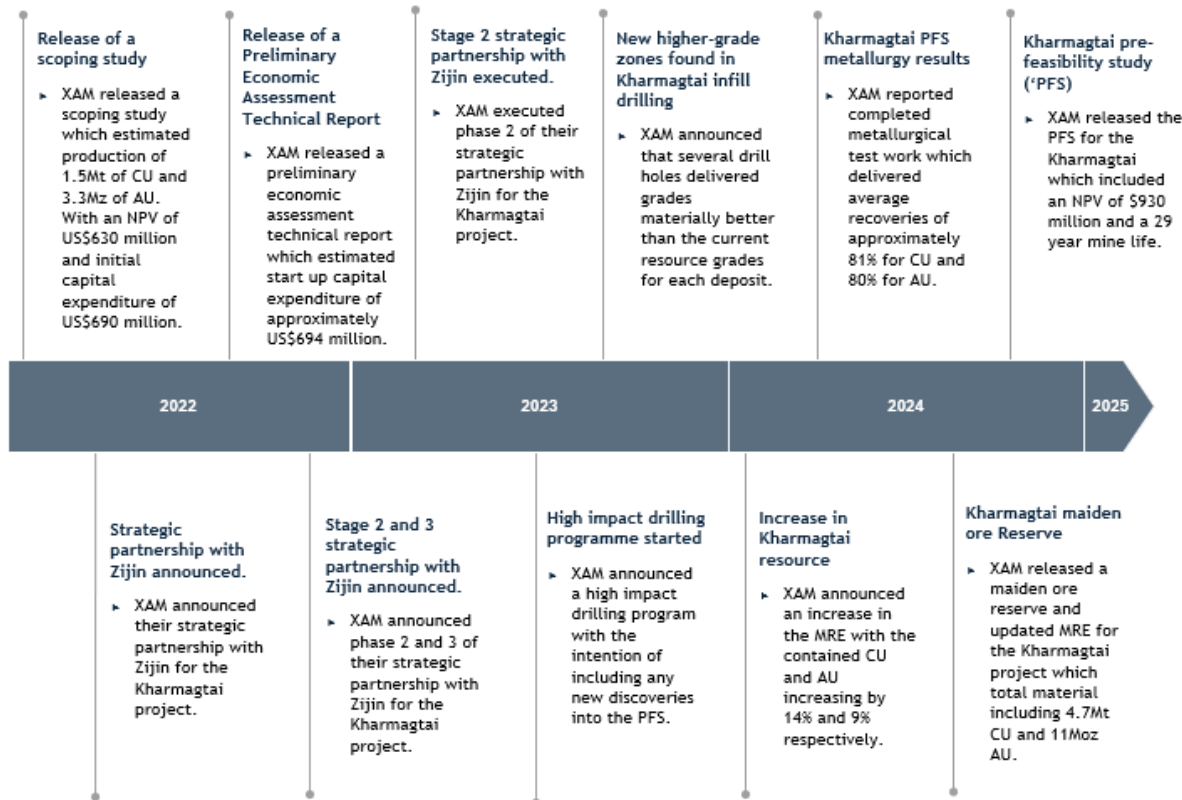 Release of a
scoping study
▸ XAM released a
scoping study
which estimated
production of
1.5Mt of CU and
3.3Mz of AU.
With an NPV of
US$630 million
and initial
capital
expenditure of
US$690 million.
Release of a
Preliminary
Economic
Assessment
Technical Report
▸ XAM released a
preliminary
economic
assessment
technical report
which estimated
start up capital
expenditure of
approximately
US$694 million.
Stage 2 strategic
partnership with
Zijin executed.
▸ XAM executed
phase 2 of their
strategic
partnership with
Zijin for the
Kharmagtai
project.
New higher-grade
zones found in
Kharmagtai infill
drilling
▸ XAM announced
that several drill
holes delivered
grades
materially better
than the current
resource grades
for each deposit.
Kharmagtai PFS
metallurgy results
▸ XAM reported
completed
metallurgical
test work which
delivered
average
recoveries of
approximately
81% for CU and
80% for AU.
Kharmagtai pre-
feasibility study
('PFS)
▸ XAM released the
PFS for the
Kharmagtai
which included
an NPV of $930
million and a 29
year mine life.
2022
2023
2024
2025
Strategic
partnership with
Zijin announced.
▸ XAM announced
their strategic
partnership with
Zijin for the
Kharmagtai
project.
Stage 2 and 3
strategic
partnership with
Zijin announced.
▸ XAM announced
phase 2 and 3 of
their strategic
partnership with
Zijin for the
Kharmagtai
project.
High impact drilling
programme started
▸ XAM announced
a high impact
drilling program
with the
intention of
including any
new discoveries
into the PFS.
Increase in
Kharmagtai
resource
▸ XAM announced
an increase in
the MRE with the
contained CU
and AU
increasing by
14% and 9%
respectively.
Kharmagtai maiden
ore Reserve
▸ XAM released a
maiden ore
reserve and
updated MRE for
the Kharmagtai
project which
total material
including 4.7Mt
CU and 11Moz
AU.